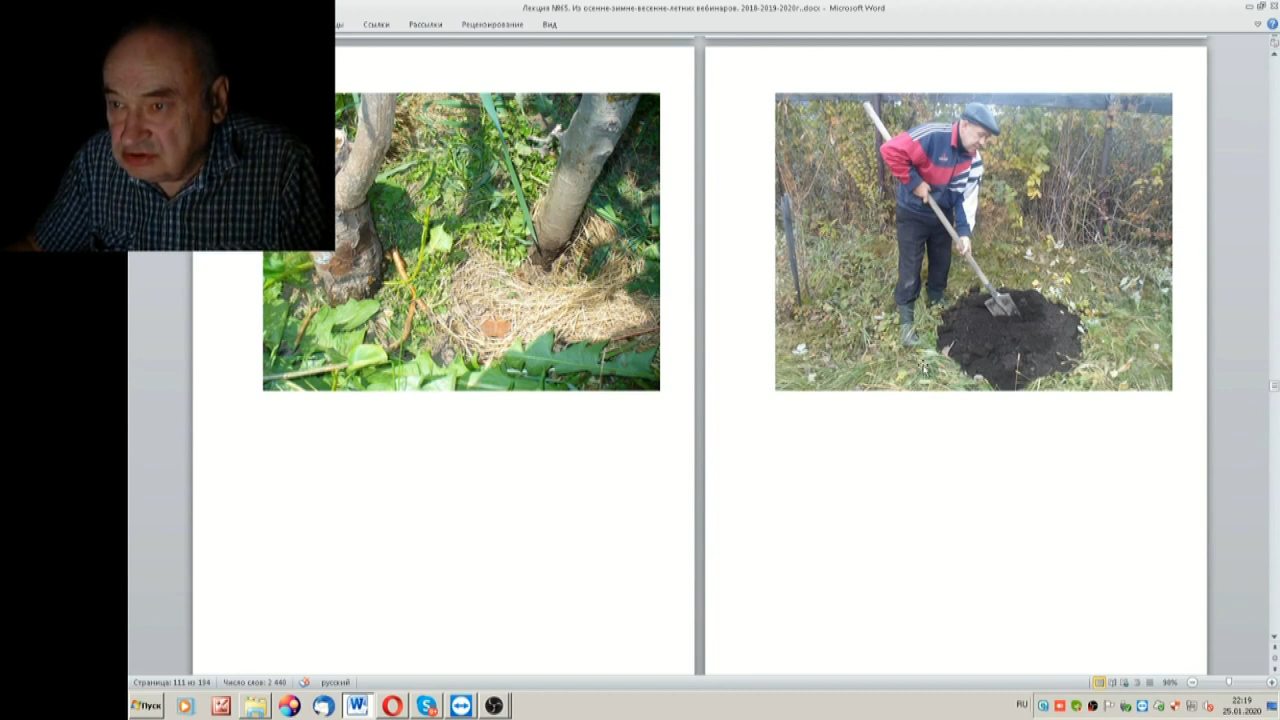 Лекция №65. Из осенне-зимне-весенне-летних вебинаров. 2018-2019-2020г..docx - Microsoft Word
Ссылки Рассылки Рецензирование Вид
Страница: 111 из 194 Число слов: 2 440 русский 90%
Пуск RU 22:19
25.01.2020